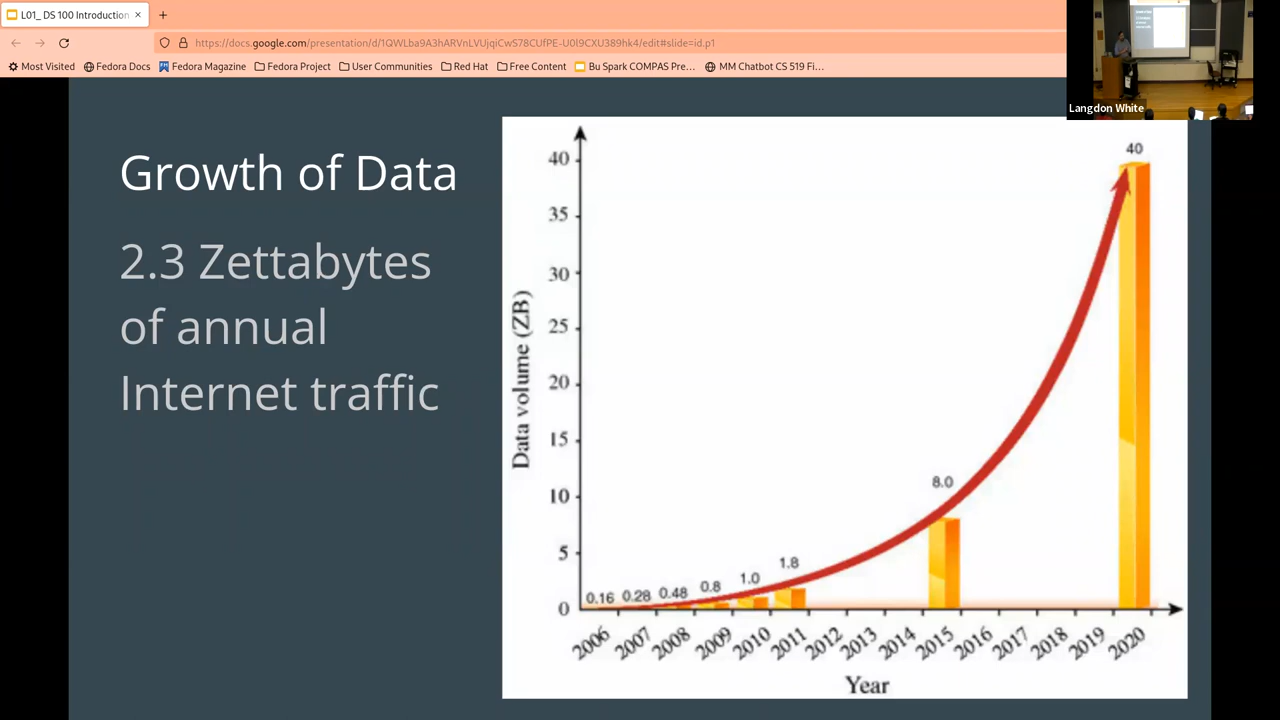 L01_ DS 100 Introduction
https://docs.google.com/presentation/d/1QWLba9A3hARVnLVUjqiCwS78CUfPE-U0l9CXU389hk4/edit#slide=id.p1
Most Visited
Fedora Docs
Fedora Magazine
Fedora Project
User Communities
Red Hat
Free Content
Bu Spark COMPAS Pre…
MM Chatbot CS 519 Fi…
Langdon White
Growth of Data
2.3 Zettabytes
of annual
Internet traffic
Data volume (ZB)
40
35
30
25
20
15
10
5
0
0.16
0.28
0.48
0.8
1.0
1.8
8.0
40
2006
2007
2008
2009
2010
2011
2012
2013
2014
2015
2016
2017
2018
2019
2020
Year